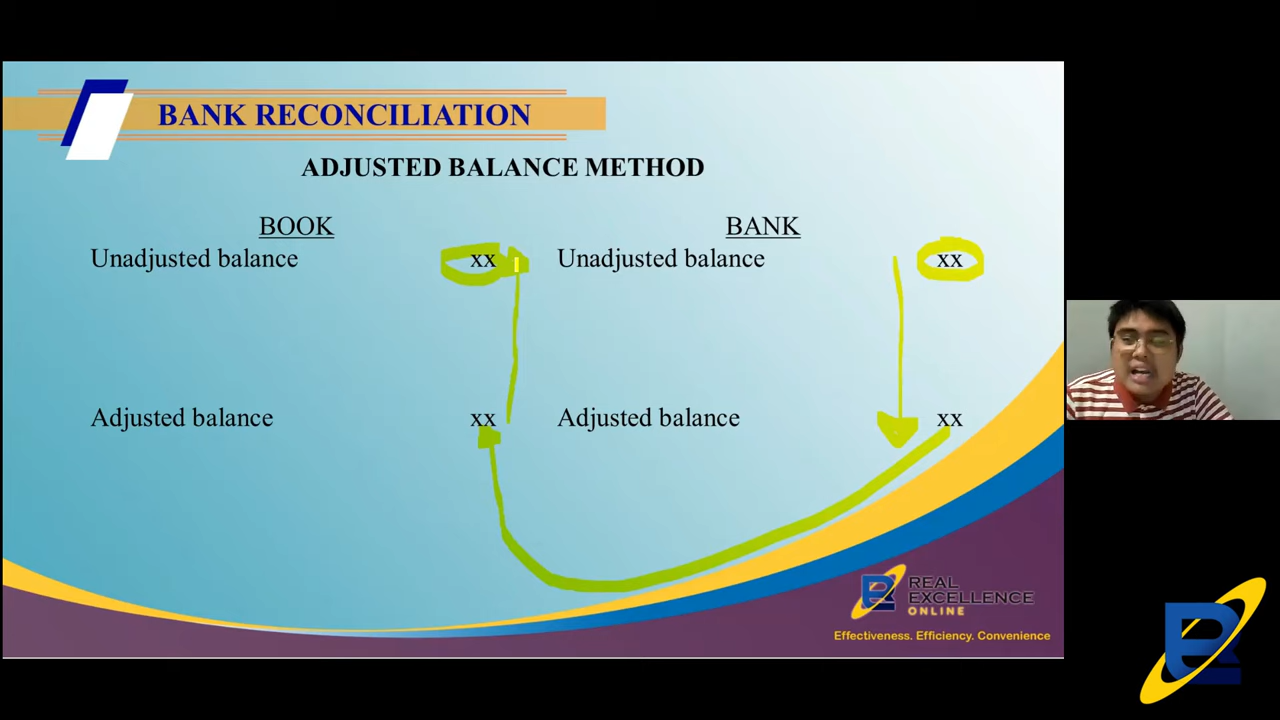 BANK RECONCILIATION
ADJUSTED BALANCE METHOD
BOOK BANK
Unadjusted balance xx Unadjusted balance xx
Adjusted balance xx Adjusted balance xx
REAL
EXCELLENCE
ONLINE
Effectiveness. Efficiency. Convenience